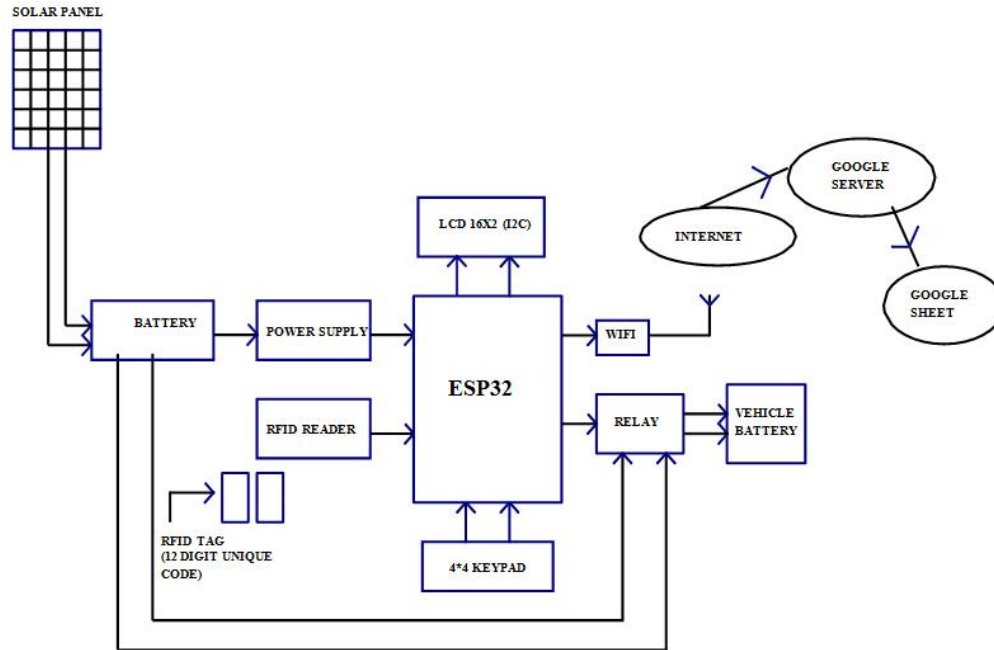 SOLAR PANEL
LCD 16X2 (I2C)
GOOGLE
SERVER
INTERNET
GOOGLE
SHEET
BATTERY
POWER SUPPLY
ESP32
WIFI
RFID READER
RELAY
VEHICLE
BATTERY
RFID TAG
(12 DIGIT UNIQUE
CODE)
4*4 KEYPAD